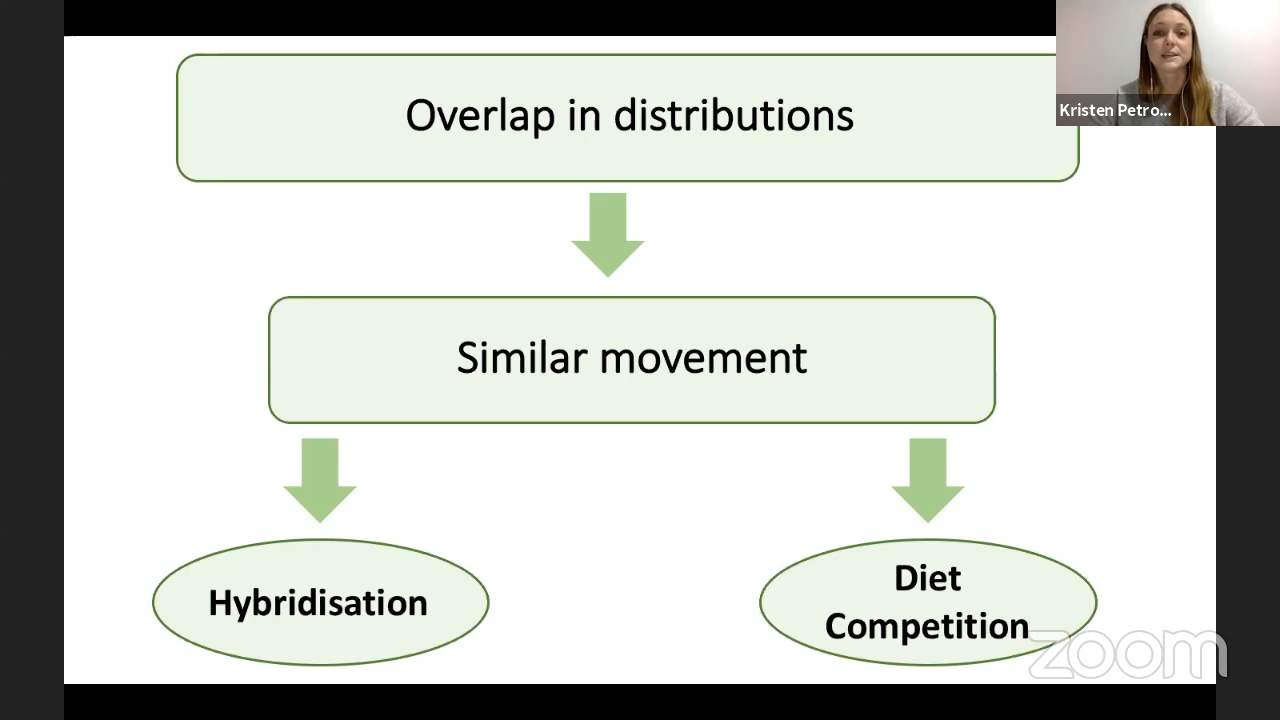 Overlap in distributions
Kristen Petro...
Similar movement
Hybridisation
Diet
Competition
zoom